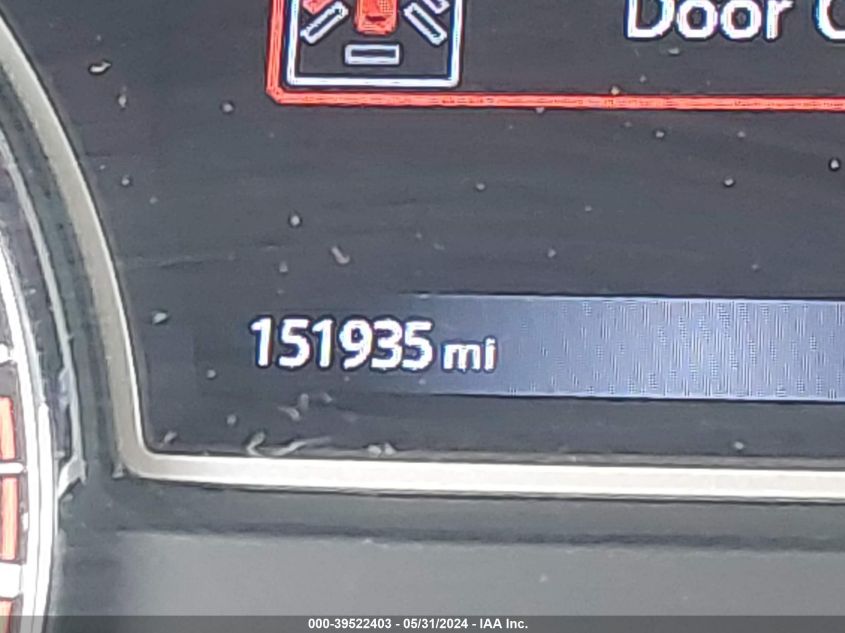 Door
151935 mi
000-39522403 - 05/31/2024 - IAA Inc.